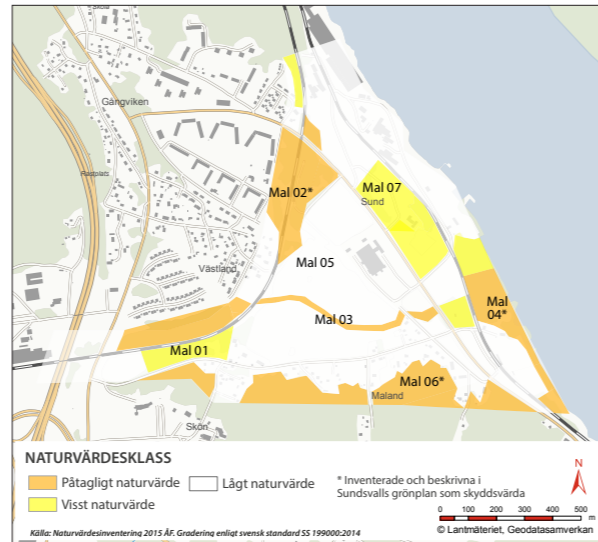 Gångviken
Rastplats
Mal 02*
Mal 07
Sund
Mal 05
Västland
Mal 03
Mal
04*
Mal 01
Mal 06*
Maland
Skön
NATURVÄRDESKLASS
Påtagligt naturvärde
Lågt naturvärde
Visst naturvärde
* Inventerade och beskrivna i
Sundsvalls grönplan som skyddsvärda
N
0 100 200 300 400 500
m
Källa: Naturvärdesinventering 2015 ÅF. Gradering enligt svensk standard SS 199000:2014
© Lantmäteriet, Geodatasamverkan